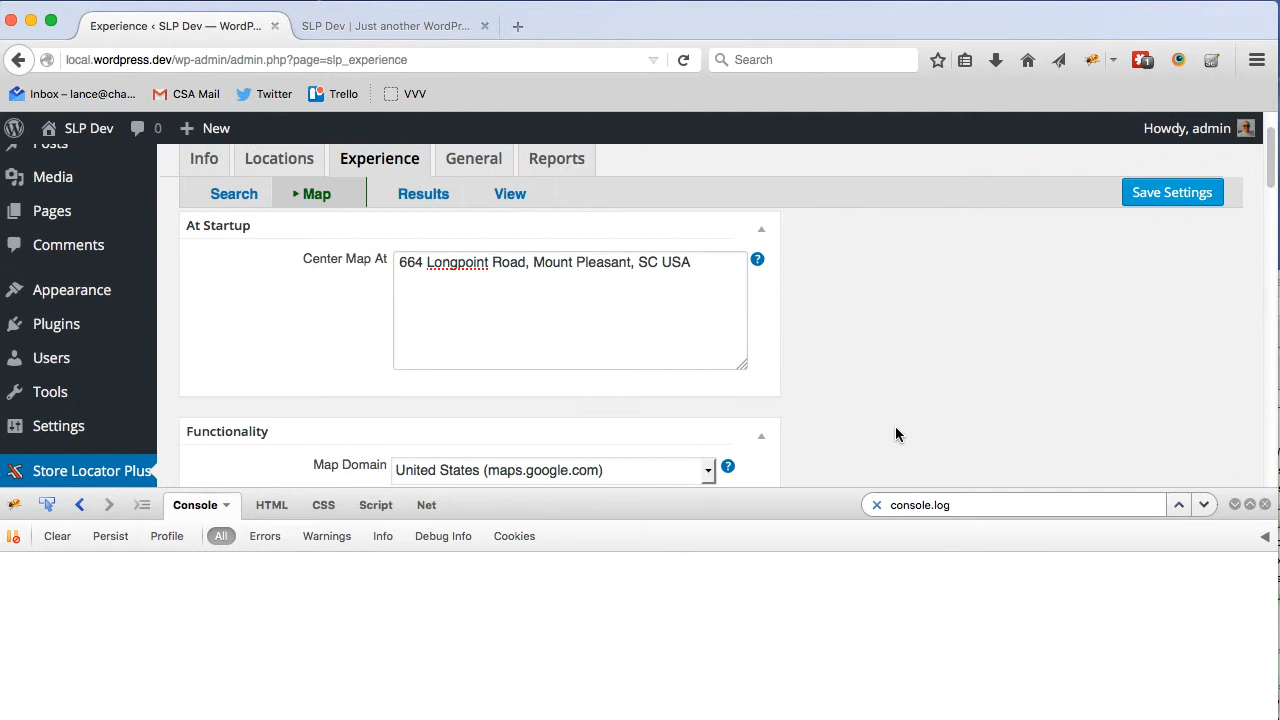 Experience ‹ SLP Dev — WordP...
SLP Dev | Just another WordPr...
local.wordpress.dev/wp-admin/admin.php?page=slp_experience
Search
1
Inbox – lance@cha...
CSA Mail
Twitter
Trello
VVV
SLP Dev
0
New
Howdy, admin
Posts
Media
Pages
Comments
Appearance
Plugins
Users
Tools
Settings
Store Locator Plus
Info
Locations
Experience
General
Reports
Search
Map
Results
View
Save Settings
At Startup
Center Map At
664 Longpoint Road, Mount Pleasant, SC USA
?
Functionality
Map Domain
United States (maps.google.com)
?
Console
HTML
CSS
Script
Net
console.log
Clear
Persist
Profile
All
Errors
Warnings
Info
Debug Info
Cookies